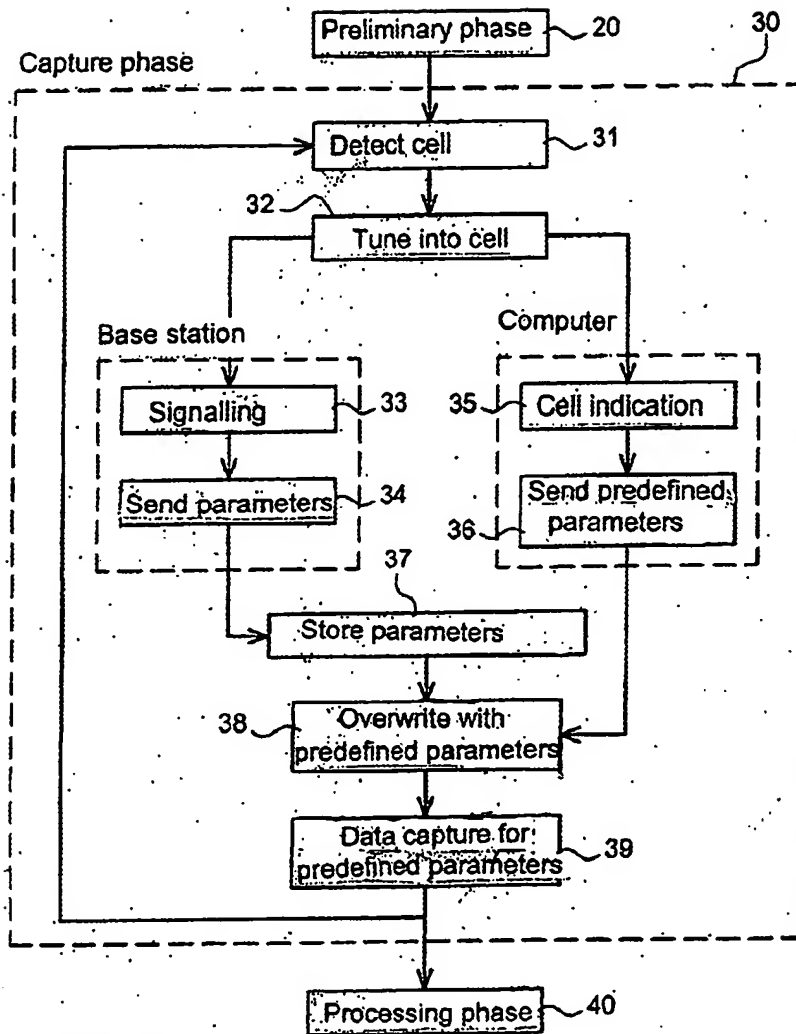 Preliminary phase 20
30
Capture phase
Detect cell 31
32
Tune into cell
Base station
Computer
Signalling 33
35 Cell indication
Send parameters 34
Send predefined
parameters
36
37
Store parameters
38 Overwrite with
predefined parameters
Data capture for
predefined parameters 39
Processing phase 40